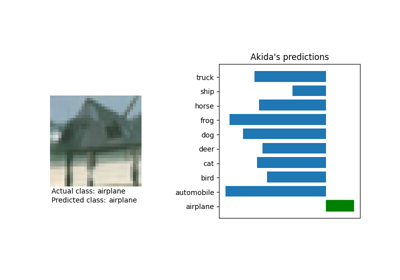 Akida's predictions
truck
ship
horse
frog
dog
deer
cat
bird
automobile
airplane
Actual class: airplane
Predicted class: airplane